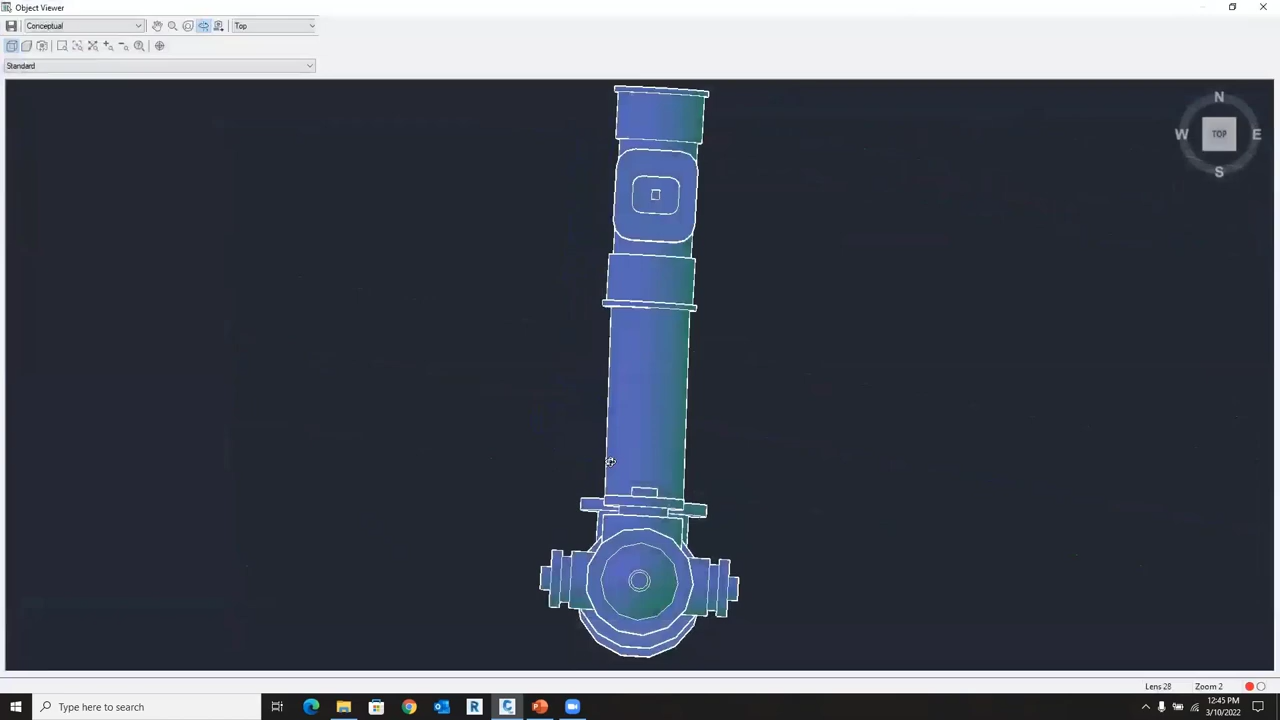 Object Viewer
Conceptual
Top
Standard
N
W TOP E
S
Lens 28 Zoom 2
Type here to search
12:45 PM
3/10/2022